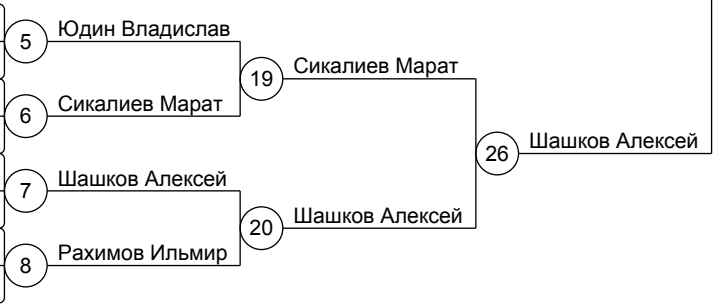 5 Юдин Владислав
19 Сикалиев Марат
6 Сикалиев Марат
26 Шашков Алексей
7 Шашков Алексей
20 Шашков Алексей
8 Рахимов Ильмир